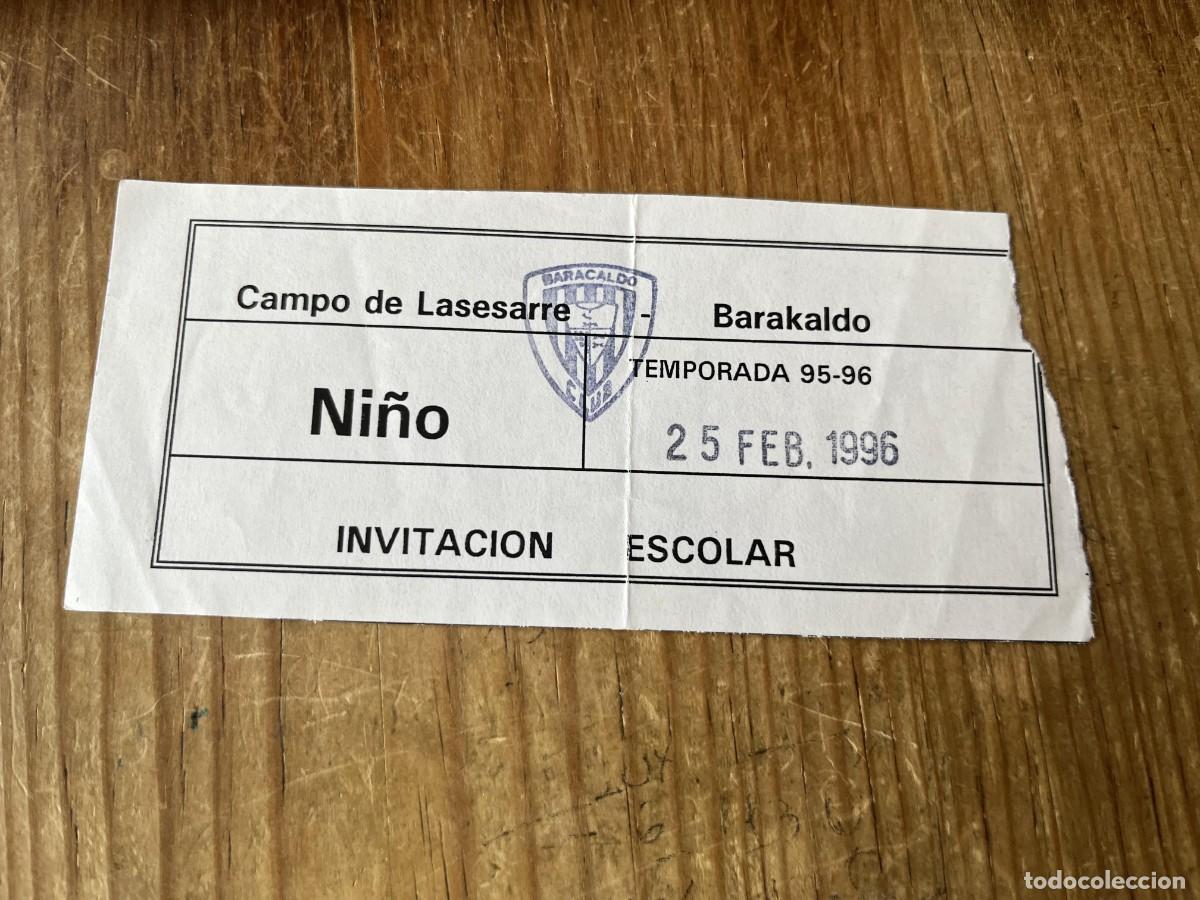 BARACALDO
Campo de Lasesarre - Barakaldo
CLUB
TEMPORADA 95-96
Niño
25 FEB. 1996
INVITACION ESCOLAR
todocoleccion